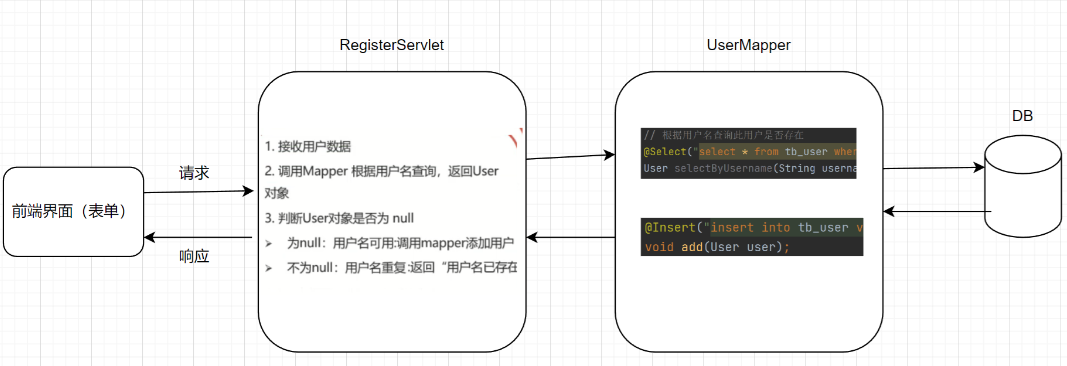 RegisterServlet
UserMapper
DB
前端界面（表单）
请求
响应
1. 接收用户数据
2. 调用Mapper 根据用户名查询，返回User
对象
3. 判断User对象是否为 null
➢ 为null：用户名可用:调用mapper添加用户
➢ 不为null：用户名重复:返回“用户名已存在
// 根据用户名查询此用户是否存在
@Select("select * from tb_user wher
User selectByUsername(String userna
@Insert("insert into tb_user v
void add(User user);